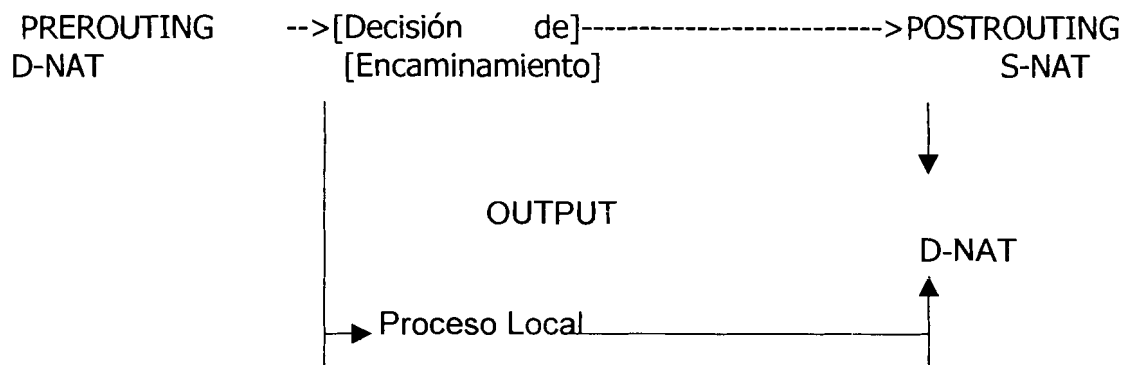 PREROUTING -->[Decisión de]----------------------->POSTROUTING
D-NAT [Encaminamiento] S-NAT
OUTPUT
D-NAT
Proceso Local